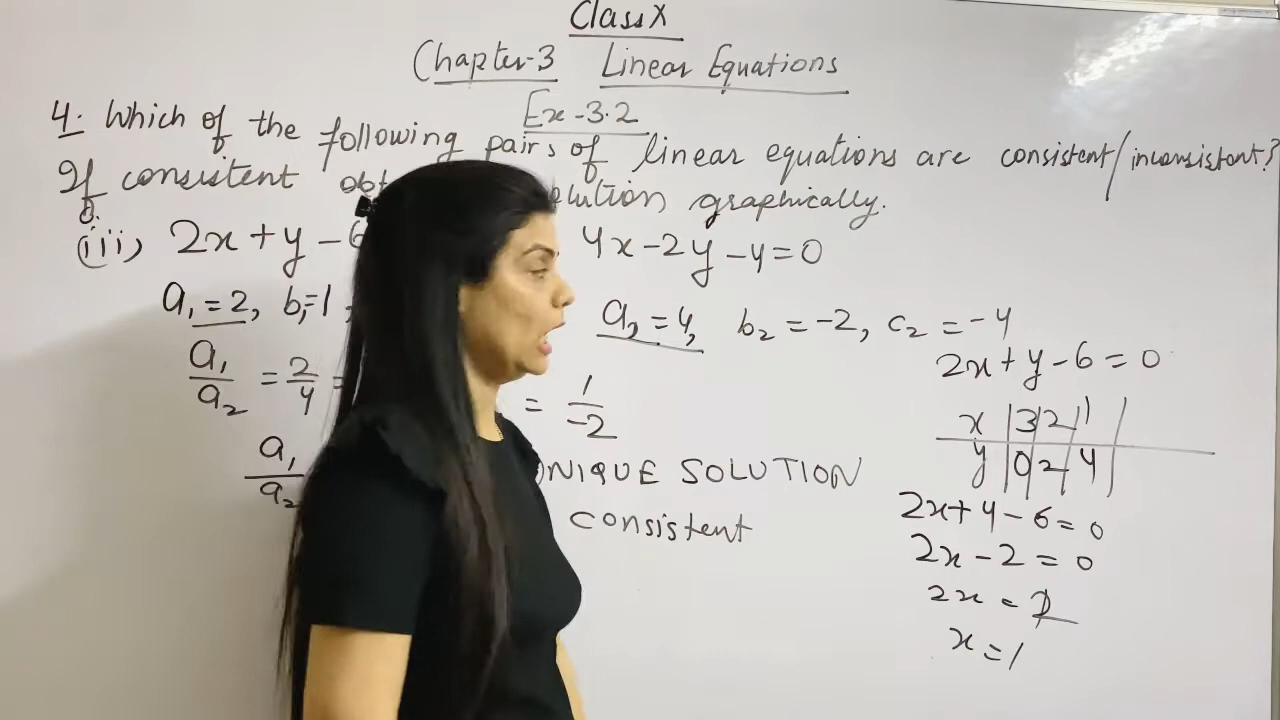 Class X
Chapter-3 Linear Equations
Ex-3.2
4. Which of the following pairs of linear equations are consistent/inconsistent?
If consistent solution graphically.
(iii) 2x+y-6 4x-2y-4=0
a₁=2, b₁=1 a₂=4, b₂=-2, c₂=-4
a₁/a₂ = 2/4 = = 1/-2
a₁/a₂ UNIQUE SOLUTION
consistent
2x+y-6=0
x | 3 | 2 | 1 |
y | 0 | 2 | 4 |
2x+4-6=0
2x-2=0
2x=2
x=1